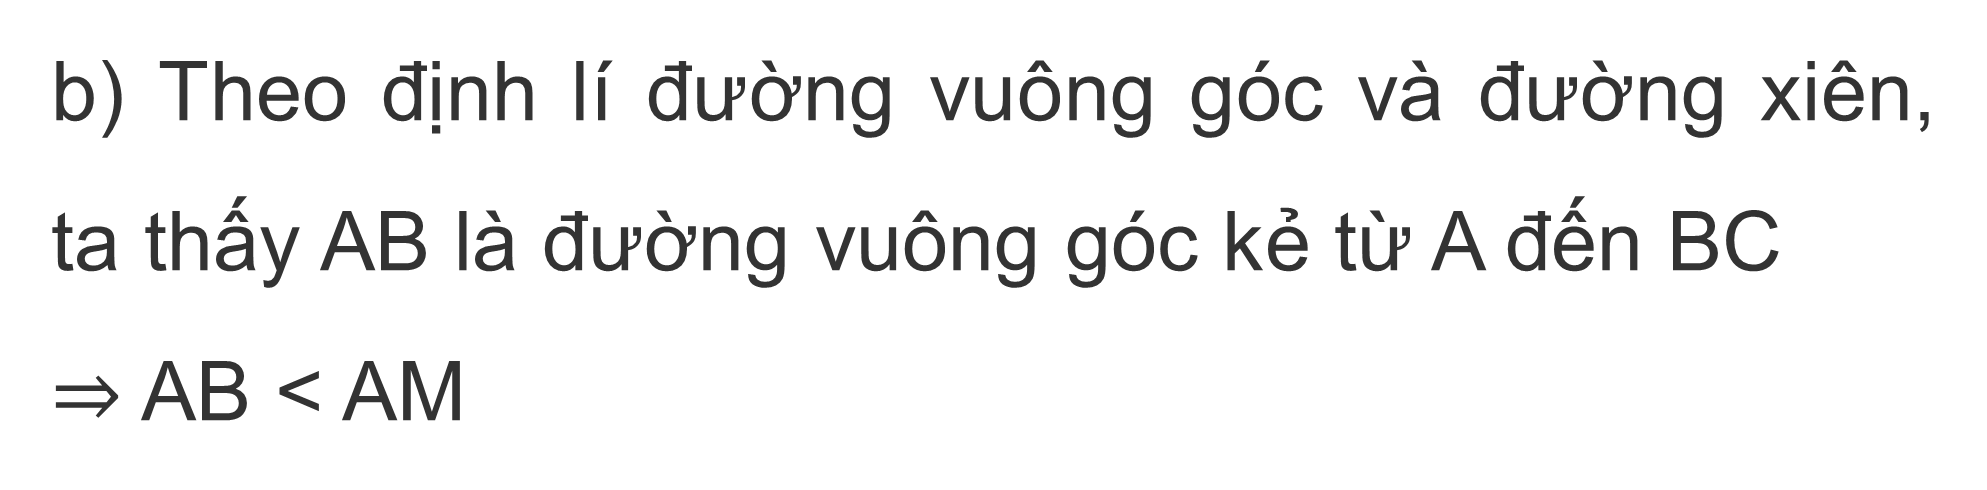 b) Theo định lí đường vuông góc và đường xiên,
ta thấy AB là đường vuông góc kẻ từ A đến BC
⇒ AB < AM